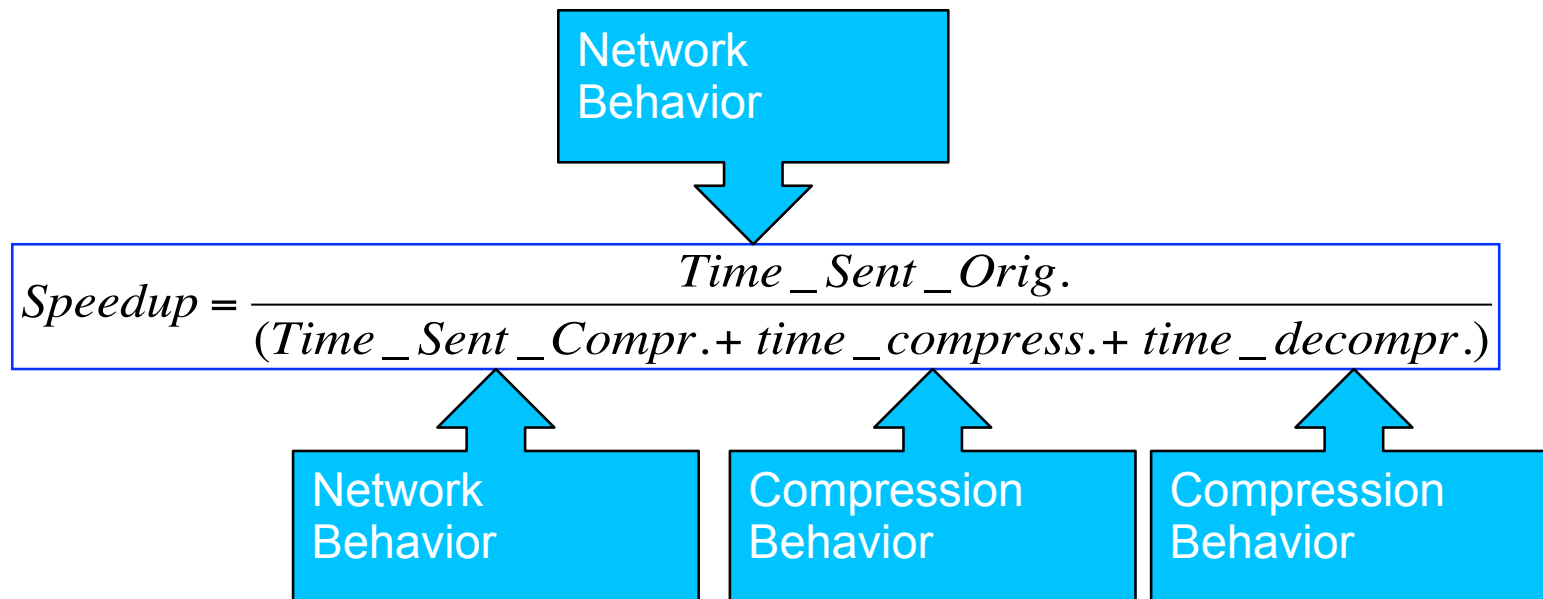 Network
Behavior
Speedup = Time _ Sent _ Orig.
(Time _ Sent _ Compr.+ time _ compress.+ time _ decompr.)
Network
Behavior
Compression
Behavior
Compression
Behavior